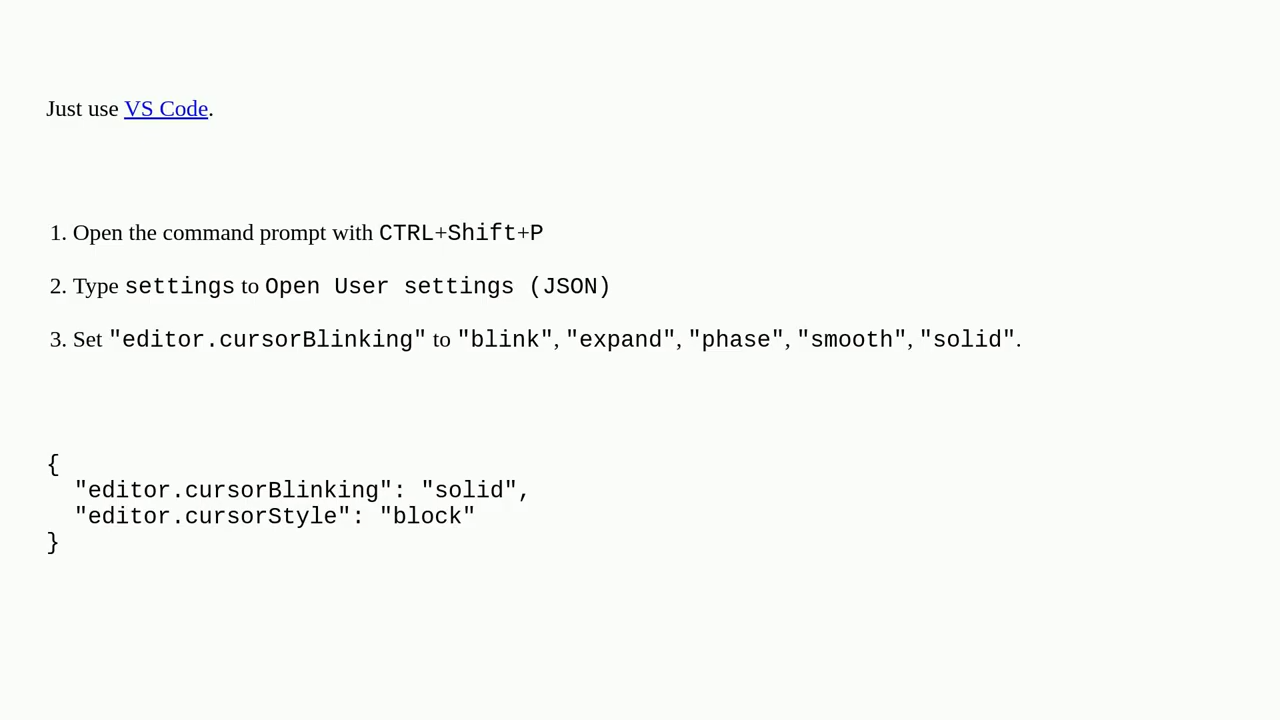 Just use VS Code.
1. Open the command prompt with CTRL+Shift+P
2. Type settings to Open User settings (JSON)
3. Set "editor.cursorBlinking" to "blink", "expand", "phase", "smooth", "solid".
{
  "editor.cursorBlinking": "solid",
  "editor.cursorStyle": "block"
}